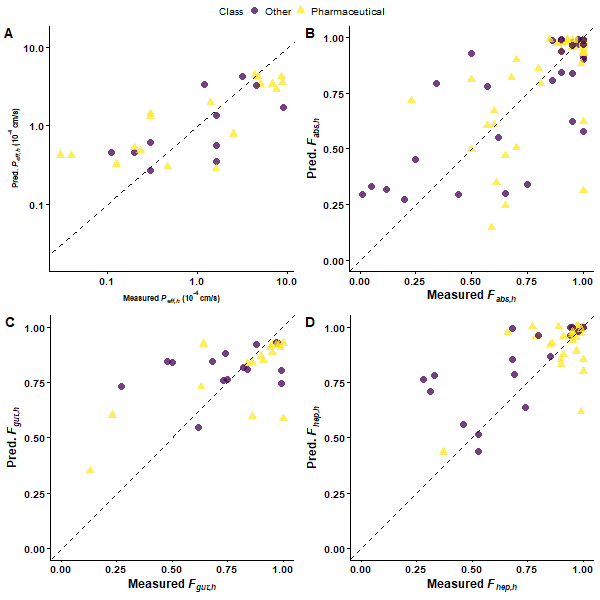 Class Other Pharmaceutical
A
10.0
1.0
0.1
0.1 1.0 10.0
Pred. Peff,h (10⁻⁴ cm/s)
Measured Peff,h (10⁻⁴ cm/s)
B
1.00
0.75
0.50
0.25
0.00
0.00 0.25 0.50 0.75 1.00
Pred. Fabs,h
Measured Fabs,h
C
1.00
0.75
0.50
0.25
0.00
0.00 0.25 0.50 0.75 1.00
Pred. Fgut,h
Measured Fgut,h
D
1.00
0.75
0.50
0.25
0.00
0.00 0.25 0.50 0.75 1.00
Pred. Fhep,h
Measured Fhep,h